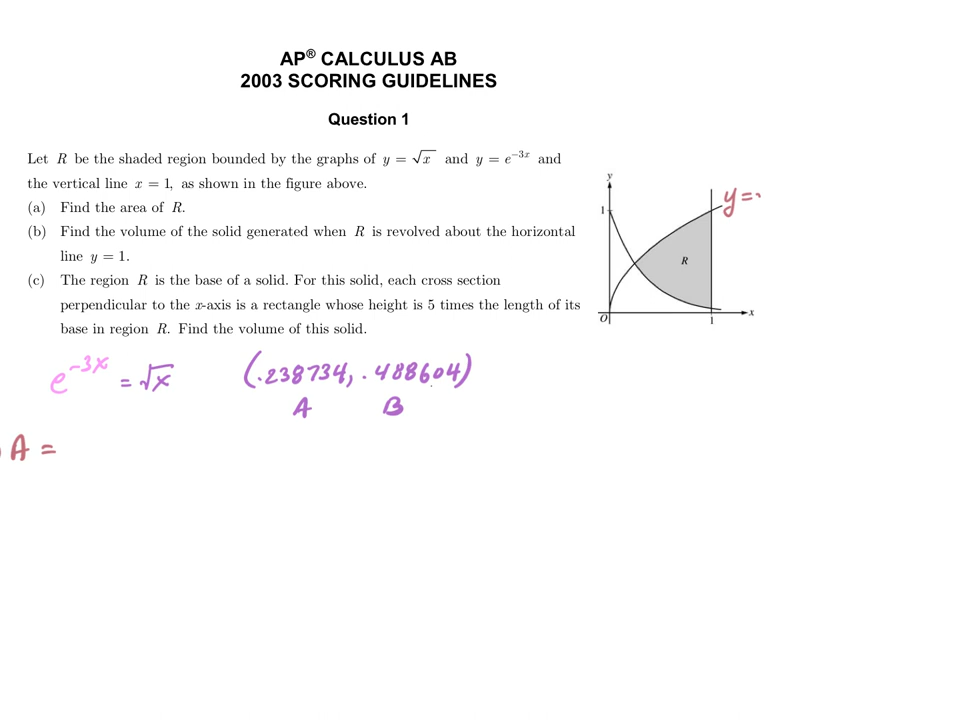 AP® CALCULUS AB
2003 SCORING GUIDELINES
Question 1
Let R be the shaded region bounded by the graphs of y = √x and y = e⁻³ˣ and
the vertical line x = 1, as shown in the figure above.
(a) Find the area of R.
(b) Find the volume of the solid generated when R is revolved about the horizontal
line y = 1.
(c) The region R is the base of a solid. For this solid, each cross section
perpendicular to the x-axis is a rectangle whose height is 5 times the length of its
base in region R. Find the volume of this solid.
y
1
R
O
1
x
y=
e⁻³ˣ = √x (.238734, .488604)
A B
A =